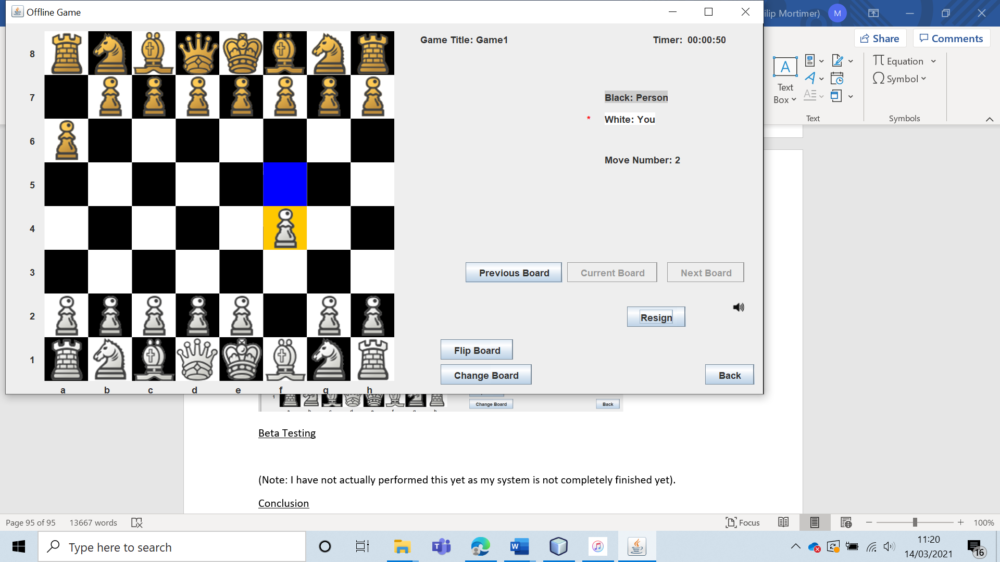 Offline Game
ilip Mortimer)
M
Share
Comments
Game Title: Game1
Timer: 00:00:50
Equation
Symbol
Text
Box
Text
Symbols
8
7
6
5
4
3
2
1
a b c d e f g h
Black: Person
* White: You
Move Number: 2
Previous Board
Current Board
Next Board
Resign
Flip Board
Change Board
Back
1
Change Board
Back
Beta Testing
(Note: I have not actually performed this yet as my system is not completely finished yet).
Conclusion
Page 95 of 95
13667 words
Focus
100%
Type here to search
11:20
14/03/2021
16